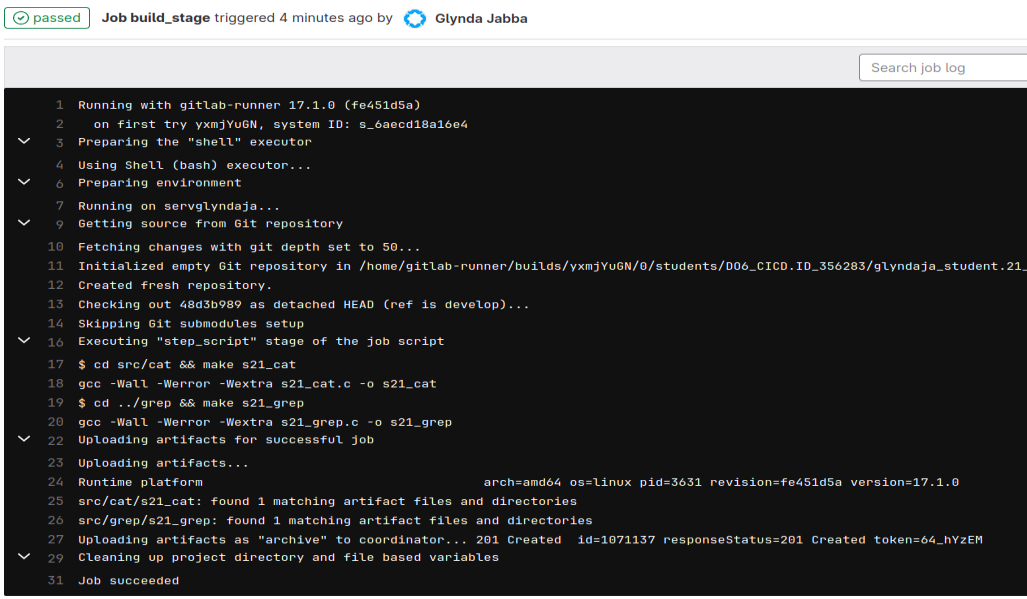 passed Job build_stage triggered 4 minutes ago by Glynda Jabba
Search job log
1 Running with gitlab-runner 17.1.0 (fe451d5a)
2 on first try yxmjYuGN, system ID: s_6aecd18a16e4
3 Preparing the "shell" executor
4 Using Shell (bash) executor...
6 Preparing environment
7 Running on servglyndaja...
9 Getting source from Git repository
10 Fetching changes with git depth set to 50...
11 Initialized empty Git repository in /home/gitlab-runner/builds/yxmjYuGN/0/students/DO6_CICD.ID_356283/glyndaja_student.21_
12 Created fresh repository.
13 Checking out 48d3b989 as detached HEAD (ref is develop)...
14 Skipping Git submodules setup
16 Executing "step_script" stage of the job script
17 $ cd src/cat && make s21_cat
18 gcc -Wall -Werror -Wextra s21_cat.c -o s21_cat
19 $ cd ../grep && make s21_grep
20 gcc -Wall -Werror -Wextra s21_grep.c -o s21_grep
22 Uploading artifacts for successful job
23 Uploading artifacts...
24 Runtime platform arch=amd64 os=linux pid=3631 revision=fe451d5a version=17.1.0
25 src/cat/s21_cat: found 1 matching artifact files and directories
26 src/grep/s21_grep: found 1 matching artifact files and directories
27 Uploading artifacts as "archive" to coordinator... 201 Created id=1071137 responseStatus=201 Created token=64_hYzEM
29 Cleaning up project directory and file based variables
31 Job succeeded